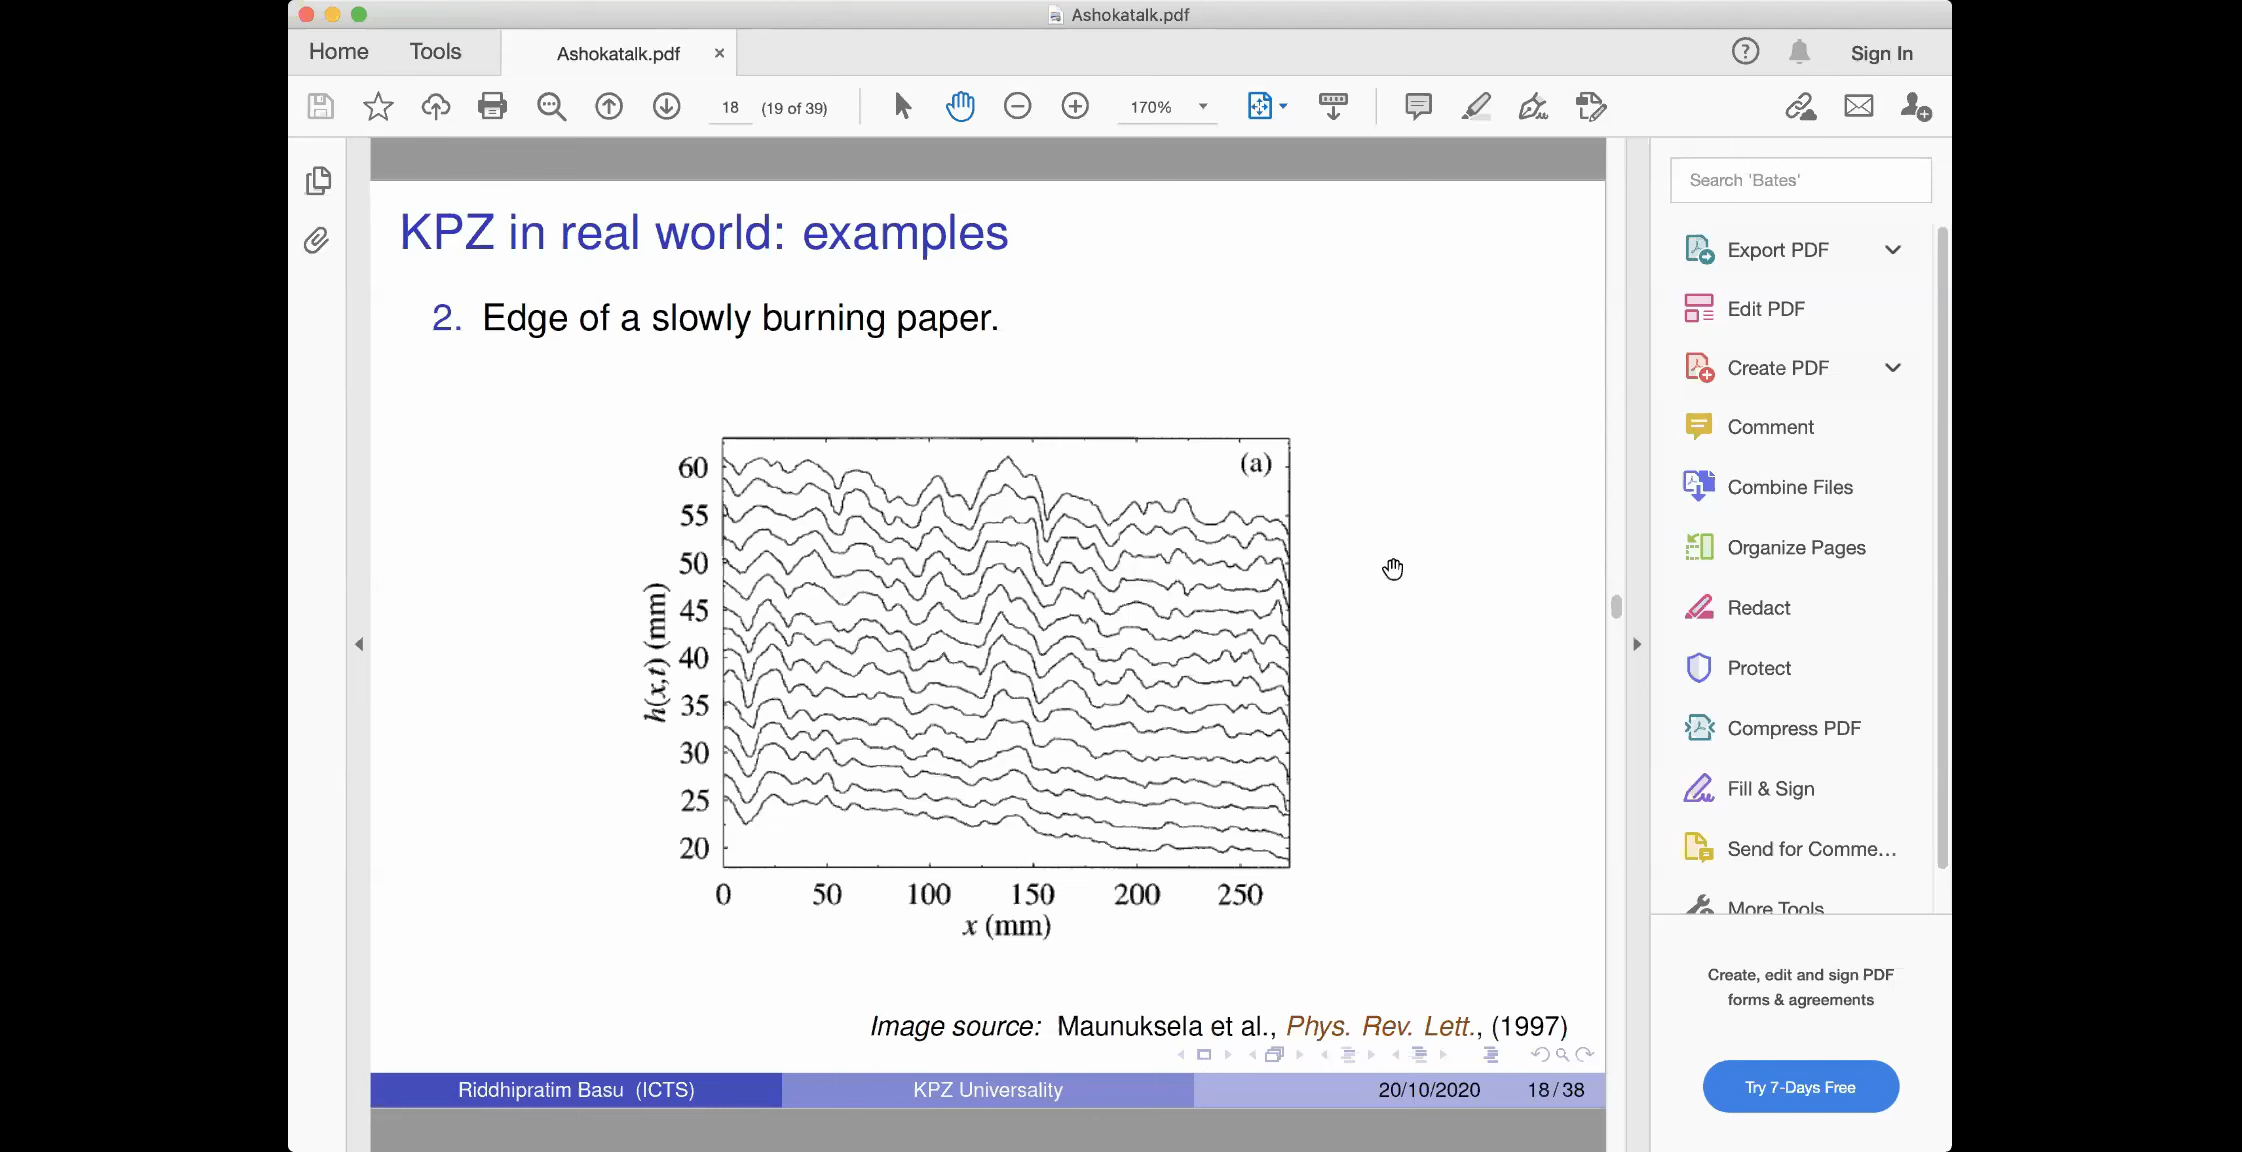 Ashokatalk.pdf
Home Tools Ashokatalk.pdf × Sign In
18 (19 of 39) 170%
Search 'Bates'
Export PDF
Edit PDF
Create PDF
Comment
Combine Files
Organize Pages
Redact
Protect
Compress PDF
Fill & Sign
Send for Comme...
More Tools
Create, edit and sign PDF
forms & agreements
Try 7-Days Free
KPZ in real world: examples
2. Edge of a slowly burning paper.
(a)
60
55
50
45
40
35
30
25
20
h(x,t) (mm)
0 50 100 150 200 250
x (mm)
Image source: Maunuksela et al., Phys. Rev. Lett., (1997)
Riddhipratim Basu (ICTS) KPZ Universality 20/10/2020 18/38